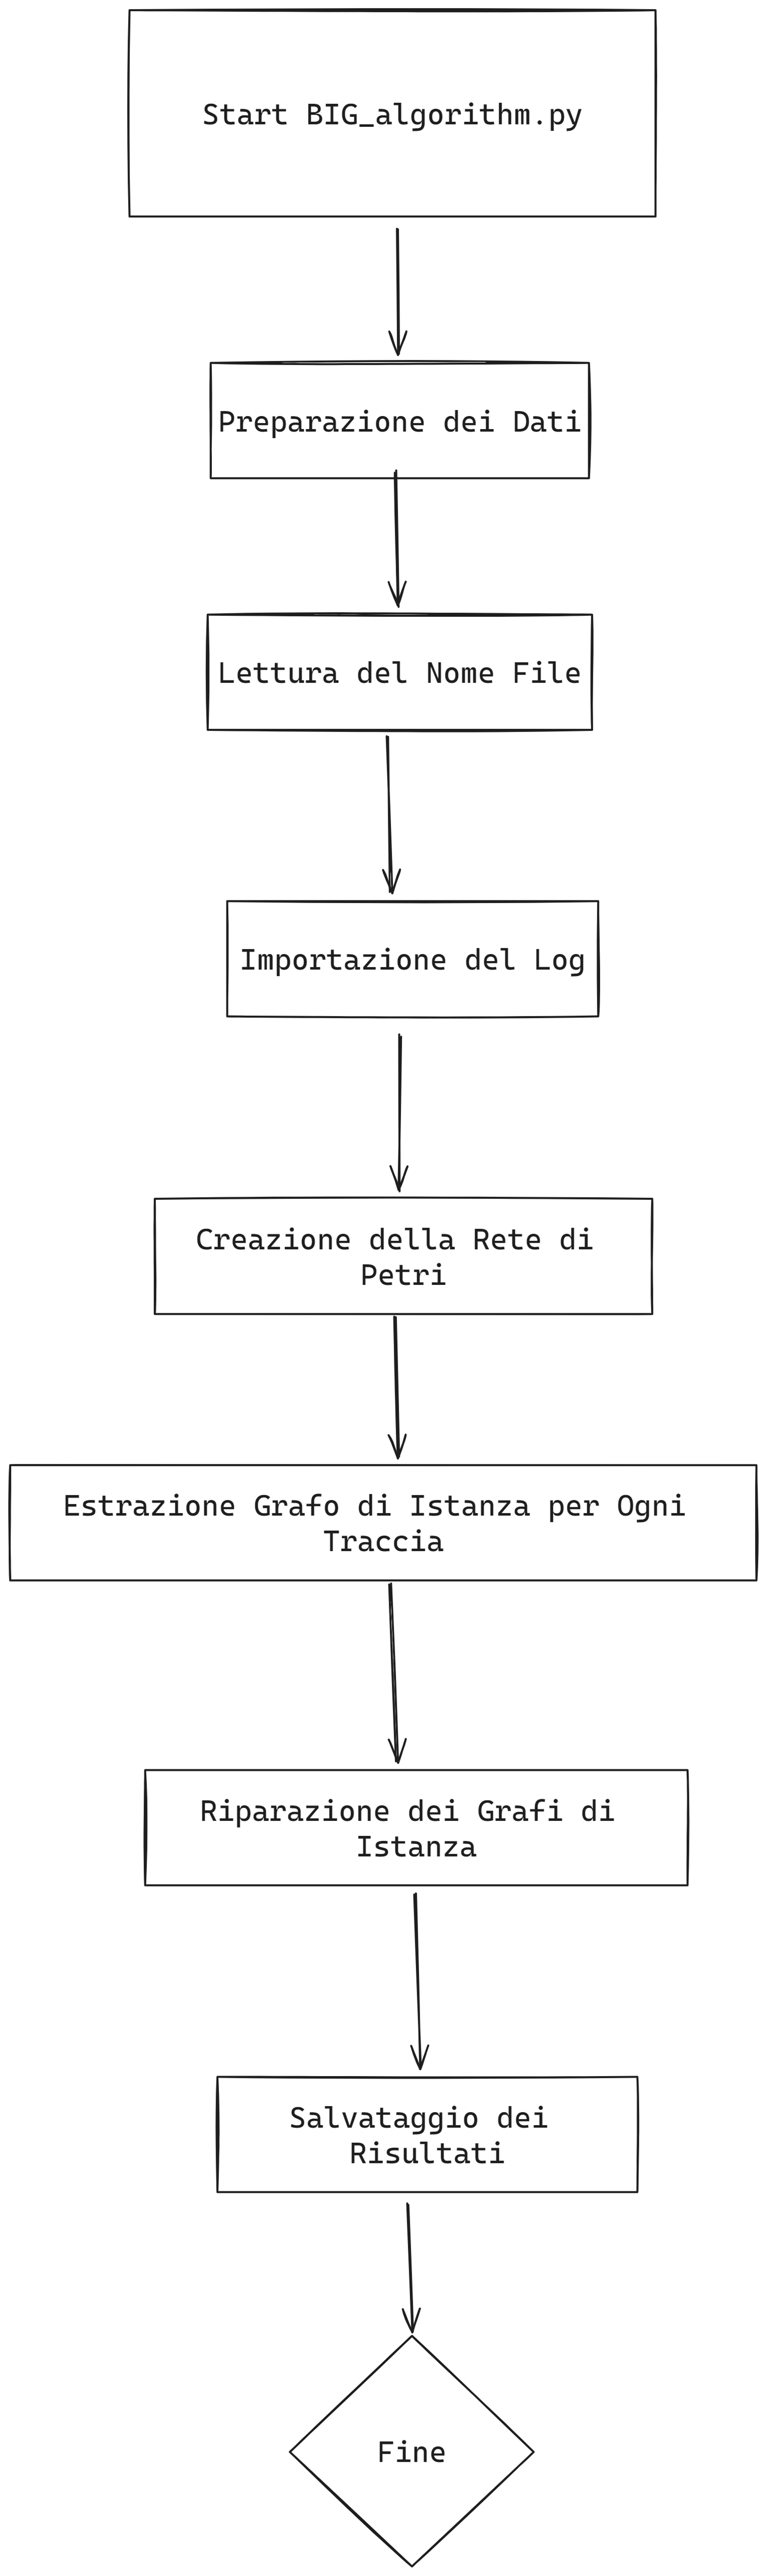 Start BIG_algorithm.py
Preparazione dei Dati
Lettura del Nome File
Importazione del Log
Creazione della Rete di
Petri
Estrazione Grafo di Istanza per Ogni
Traccia
Riparazione dei Grafi di
Istanza
Salvataggio dei
Risultati
Fine